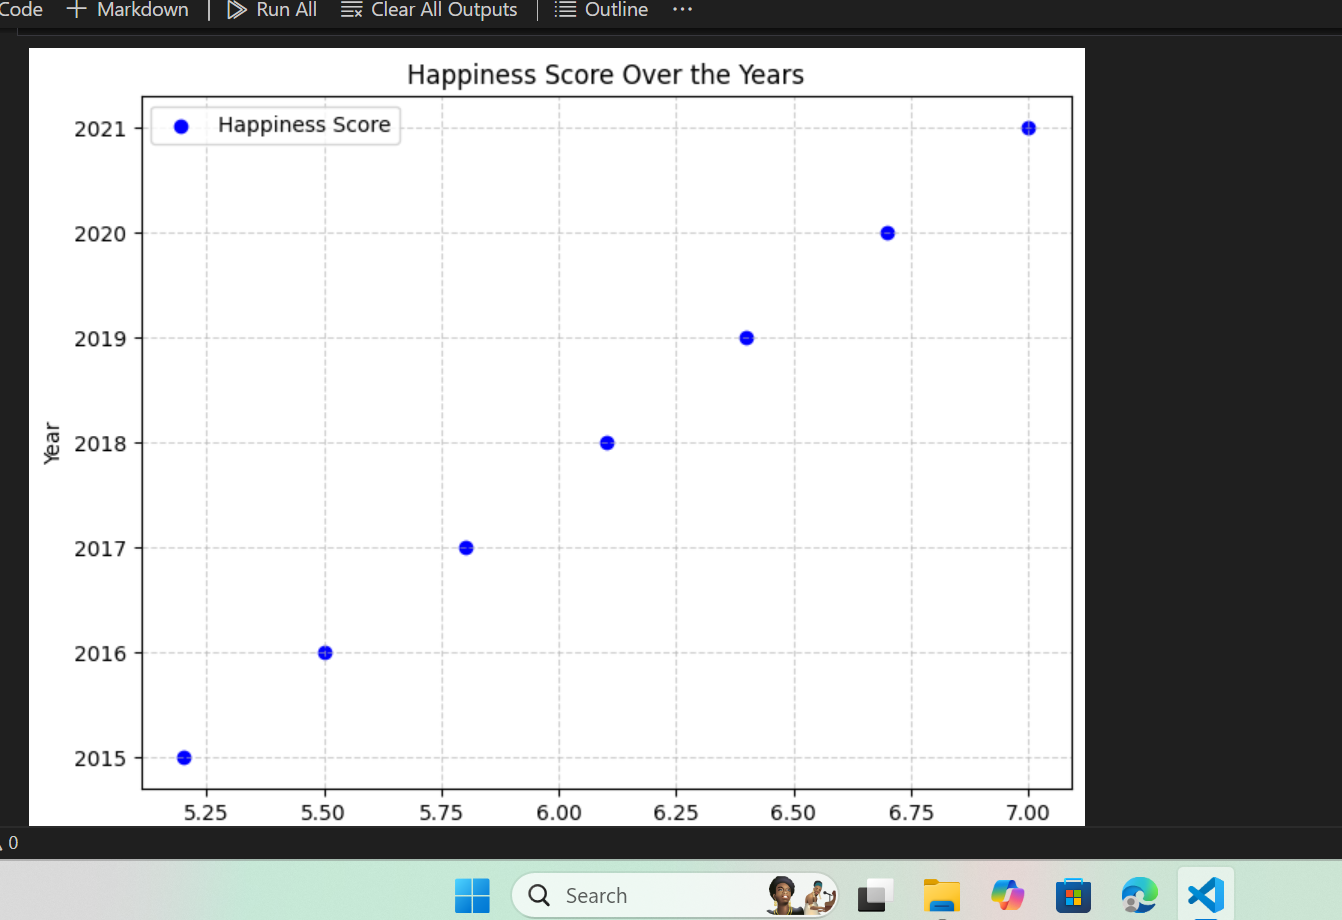 Code + Markdown | Run All Clear All Outputs | Outline ...
Happiness Score Over the Years
Happiness Score
2021
2020
2019
2018
Year
2017
2016
2015
5.25 5.50 5.75 6.00 6.25 6.50 6.75 7.00
0
Search